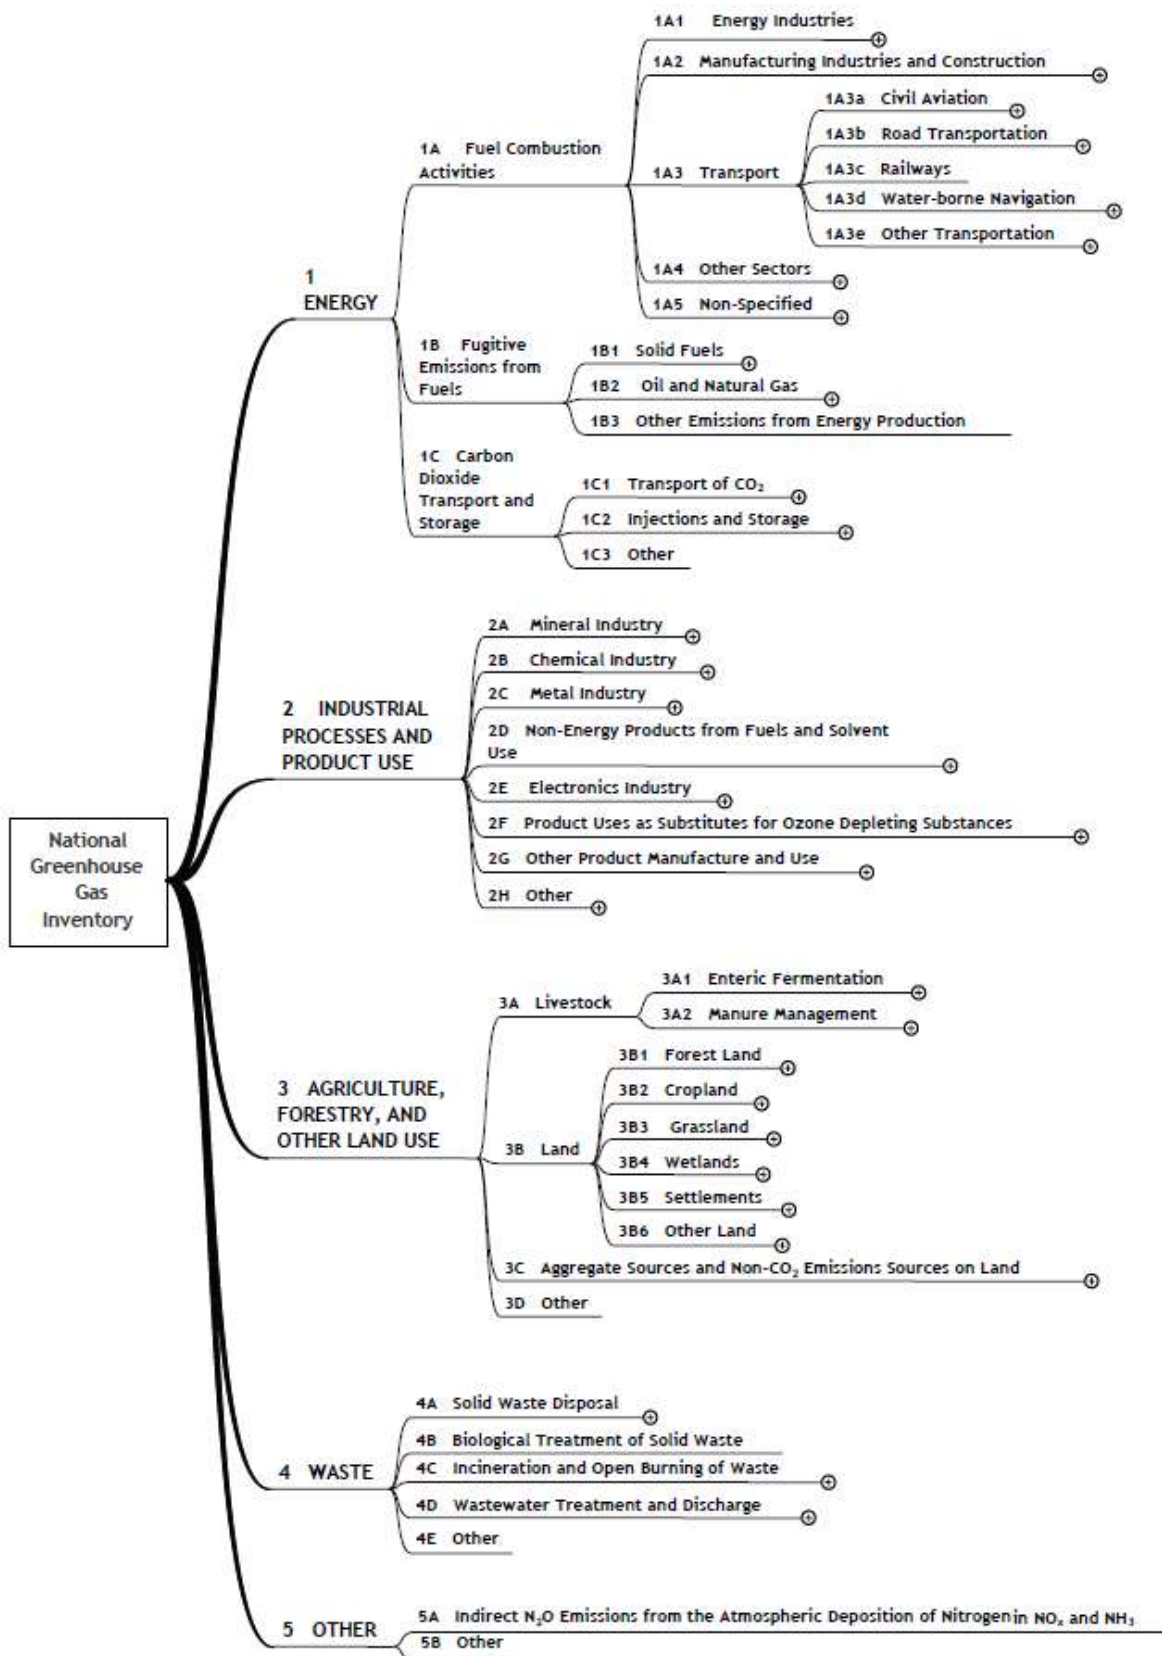 National
Greenhouse
Gas
Inventory
1
ENERGY
1A Fuel Combustion
Activities
1A1 Energy Industries
1A2 Manufacturing Industries and Construction
1A3 Transport
1A3a Civil Aviation
1A3b Road Transportation
1A3c Railways
1A3d Water-borne Navigation
1A3e Other Transportation
1A4 Other Sectors
1A5 Non-Specified
1B Fugitive
Emissions from
Fuels
1B1 Solid Fuels
1B2 Oil and Natural Gas
1B3 Other Emissions from Energy Production
1C Carbon
Dioxide
Transport and
Storage
1C1 Transport of CO₂
1C2 Injections and Storage
1C3 Other
2 INDUSTRIAL
PROCESSES AND
PRODUCT USE
2A Mineral Industry
2B Chemical Industry
2C Metal Industry
2D Non-Energy Products from Fuels and Solvent
Use
2E Electronics Industry
2F Product Uses as Substitutes for Ozone Depleting Substances
2G Other Product Manufacture and Use
2H Other
3 AGRICULTURE,
FORESTRY, AND
OTHER LAND USE
3A Livestock
3A1 Enteric Fermentation
3A2 Manure Management
3B Land
3B1 Forest Land
3B2 Cropland
3B3 Grassland
3B4 Wetlands
3B5 Settlements
3B6 Other Land
3C Aggregate Sources and Non-CO₂ Emissions Sources on Land
3D Other
4 WASTE
4A Solid Waste Disposal
4B Biological Treatment of Solid Waste
4C Incineration and Open Burning of Waste
4D Wastewater Treatment and Discharge
4E Other
5 OTHER
5A Indirect N₂O Emissions from the Atmospheric Deposition of Nitrogen in NOₓ and NH₃
5B Other